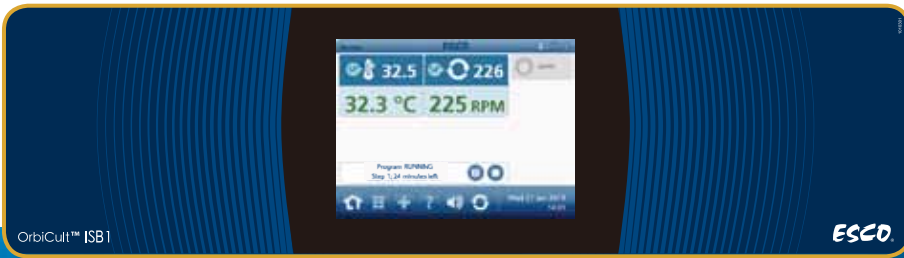 ESCO
32.5 226
32.3 °C 225 RPM
Program RUNNING
Step 1, 24 minutes left
?
OrbiCult™ ISB1
ESCO.